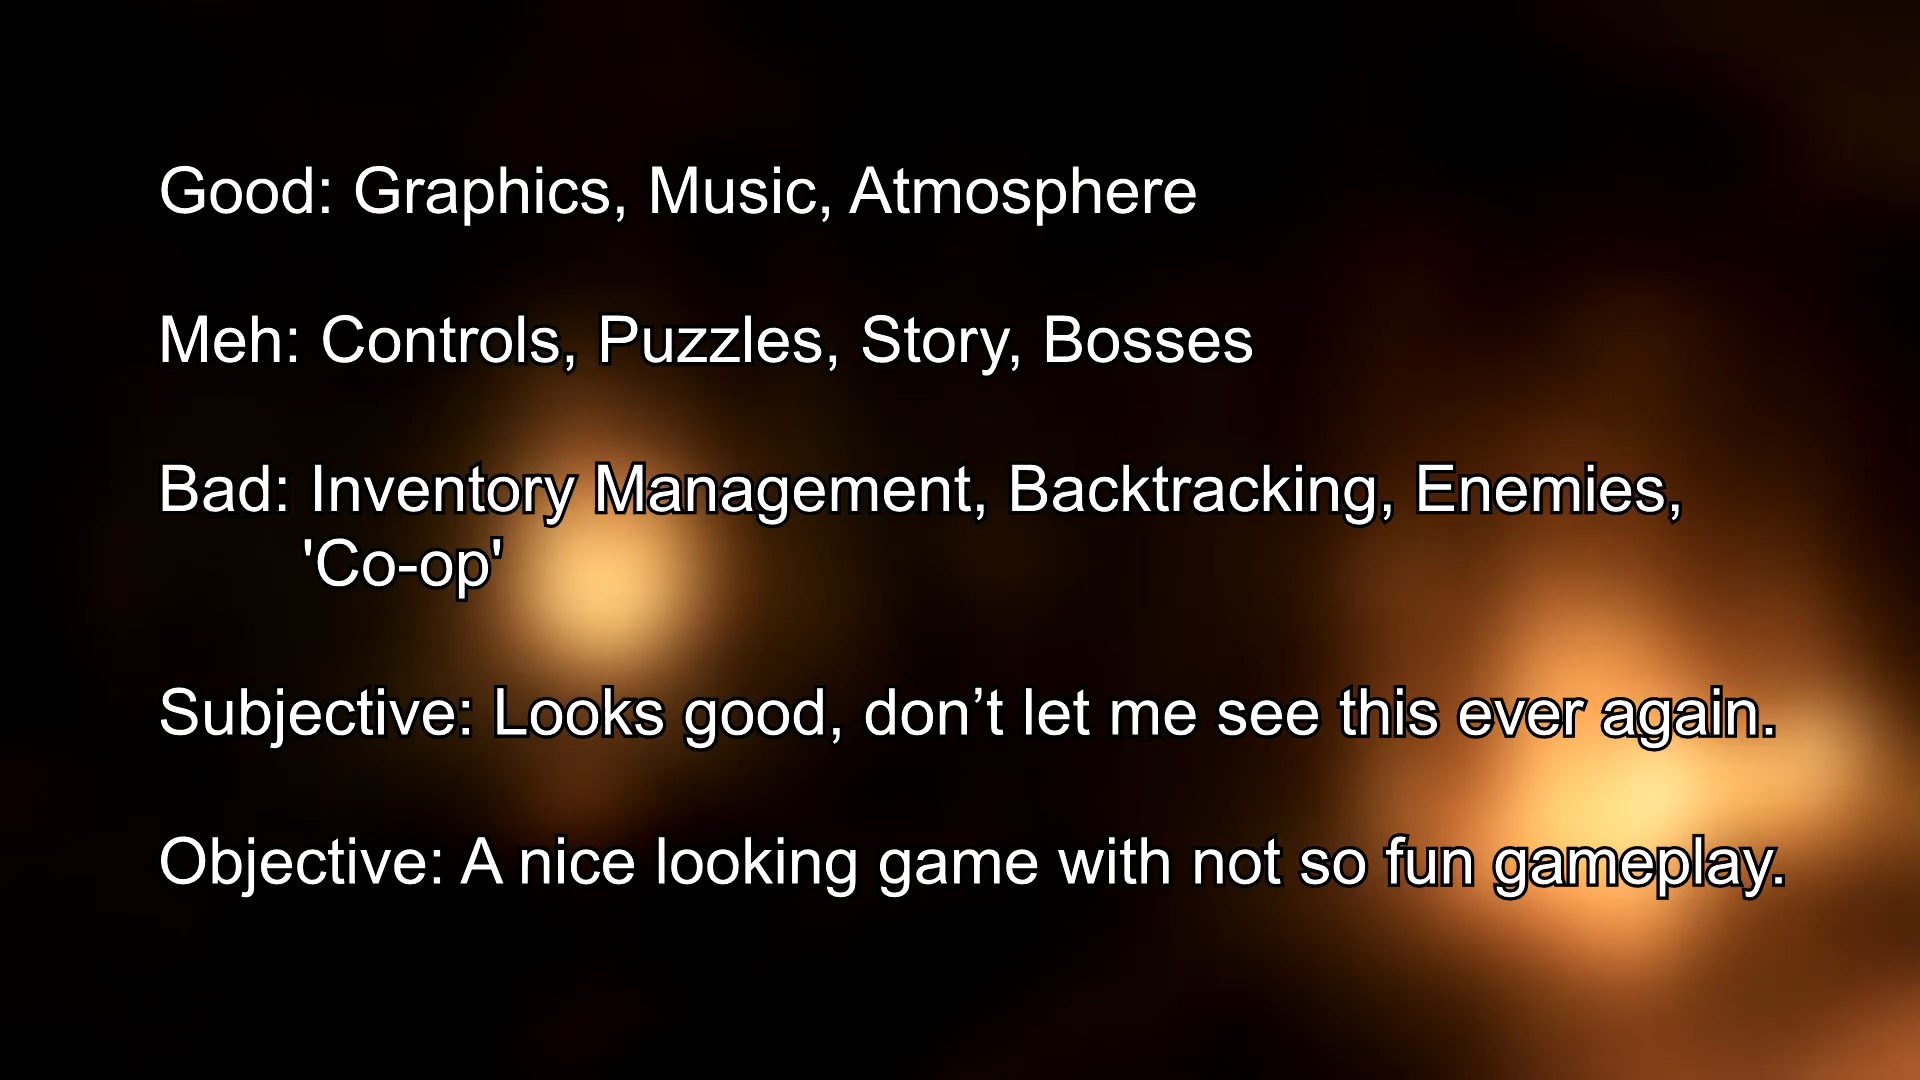 Good: Graphics, Music, Atmosphere
Meh: Controls, Puzzles, Story, Bosses
Bad: Inventory Management, Backtracking, Enemies,
'Co-op'
Subjective: Looks good, don’t let me see this ever again.
Objective: A nice looking game with not so fun gameplay.